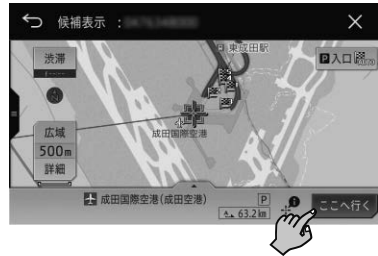 候補表示 :
渋滞
東成田駅
P入口
広域
500m
詳細
成田国際空港
成田国際空港(成田空港)
P
63.2km
ここへ行く